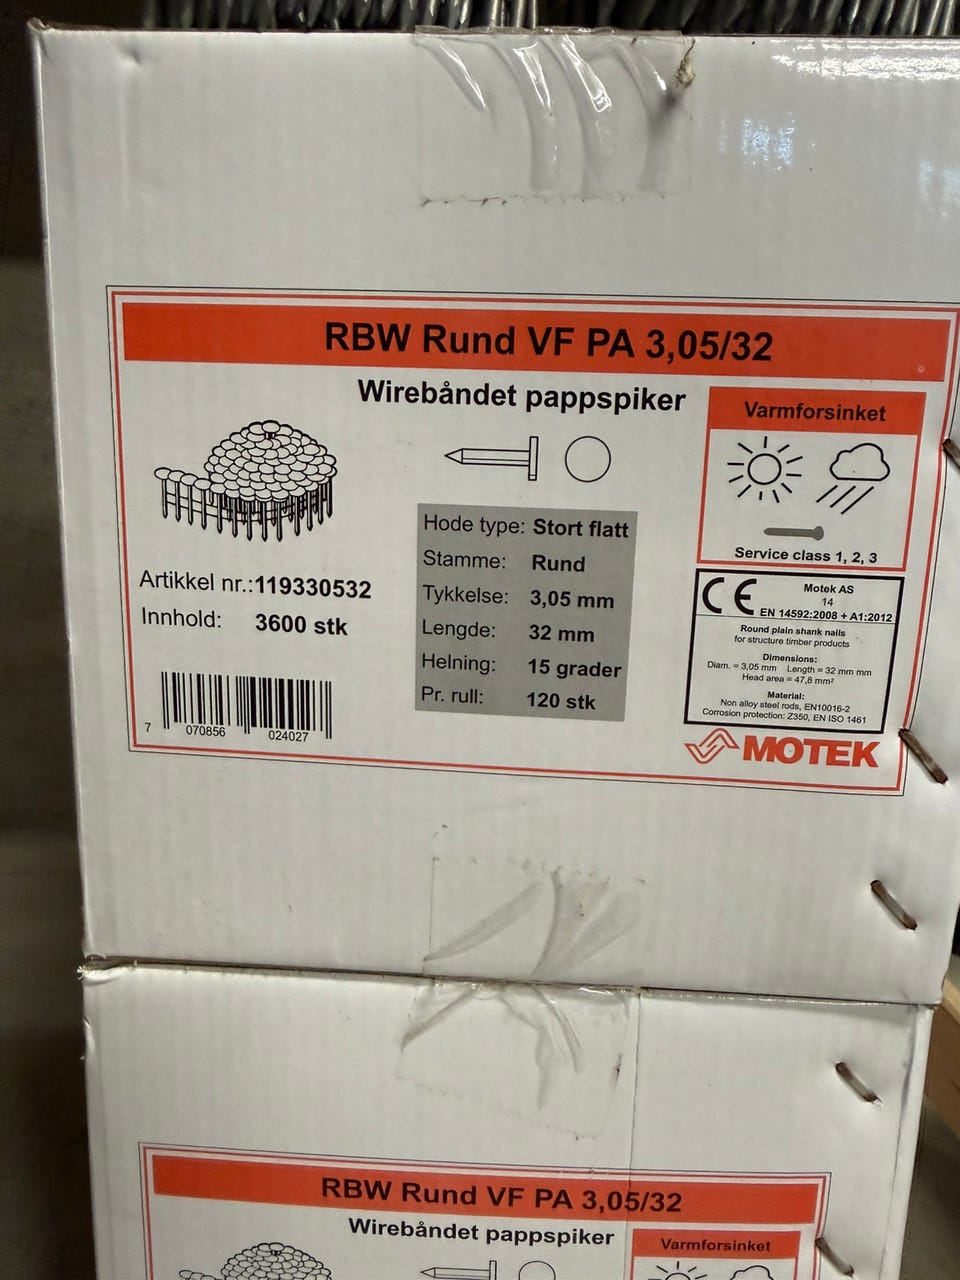 RBW Rund VF PA 3,05/32
Wirebåndet pappspiker
Varmforsinket
Service class 1, 2, 3
Artikkel nr.:119330532
Innhold: 3600 stk
7 070856 024027
Hode type: Stort flatt
Stamme: Rund
Tykkelse: 3,05 mm
Lengde: 32 mm
Helning: 15 grader
Pr. rull: 120 stk
CE
Motek AS
14
EN 14592:2008 + A1:2012
Round plain shank nails
for structure timber products
Dimensions:
Diam. = 3,05 mm Length = 32 mm mm
Head area = 47,8 mm²
Material:
Non alloy steel rods, EN10016-2
Corrosion protection: Z350, EN ISO 1461
MOTEK
RBW Rund VF PA 3,05/32
Wirebåndet pappspiker
Varmforsinket